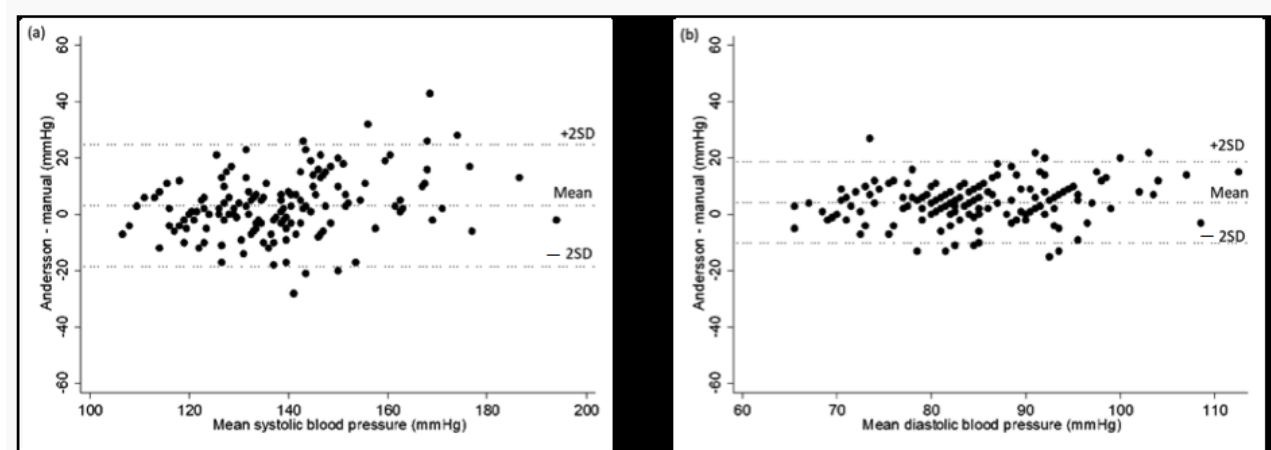 (a)
Andersson - manual (mmHg)
60
40
20
0
-20
-40
-60
+2SD
Mean
— 2SD
100 120 140 160 180 200
Mean systolic blood pressure (mmHg)
(b)
Andersson - manual (mmHg)
60
40
20
0
-20
-40
-60
+2SD
Mean
— 2SD
60 70 80 90 100 110
Mean diastolic blood pressure (mmHg)